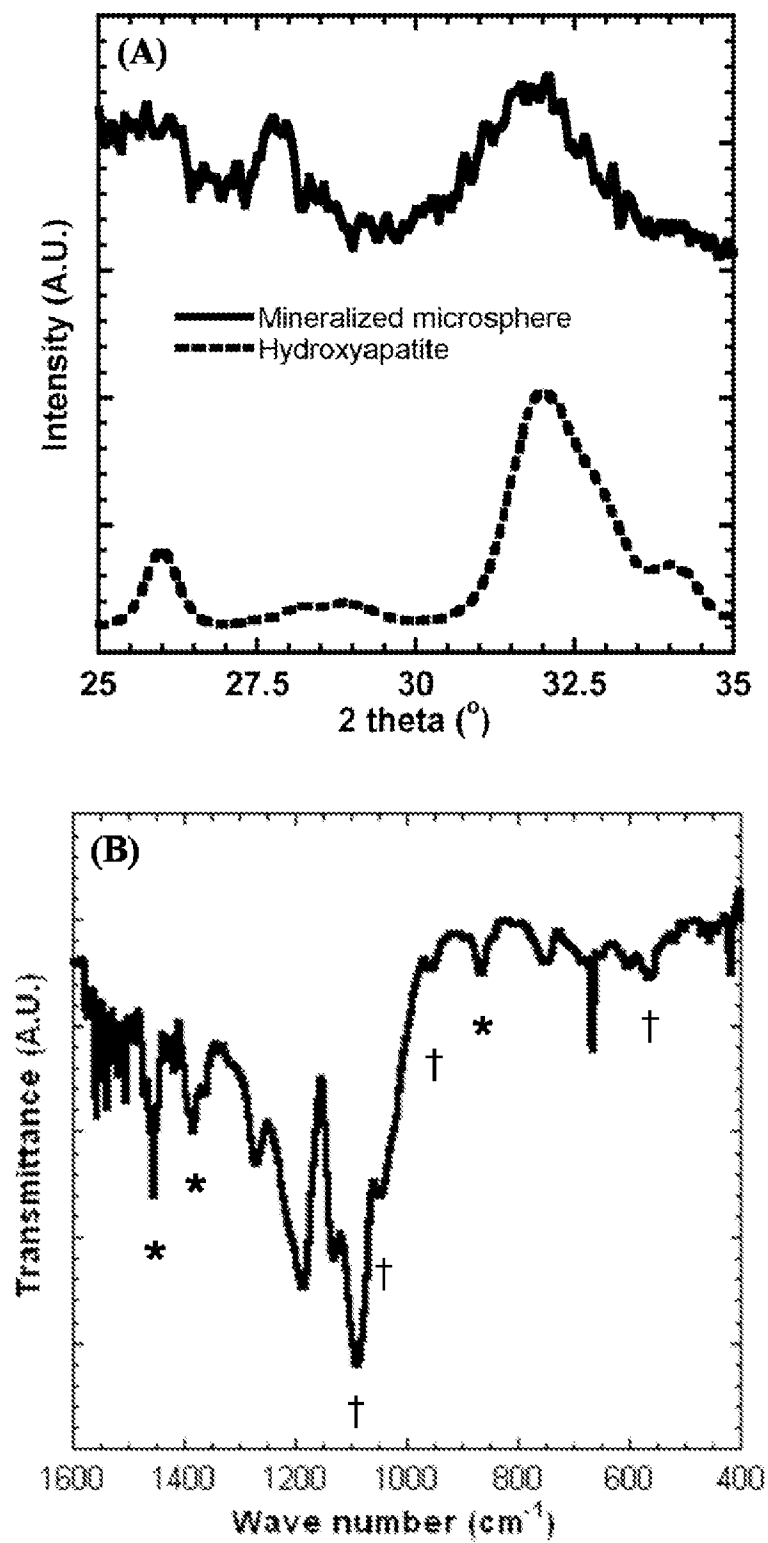 (A)
Intensity (A.U.)
Mineralized microsphere
Hydroxyapatite
25 27.5 30 32.5 35
2 theta (°)
(B)
Transmittance (A.U.)
* * † † † * †
1600 1400 1200 1000 800 600 400
Wave number (cm⁻¹)